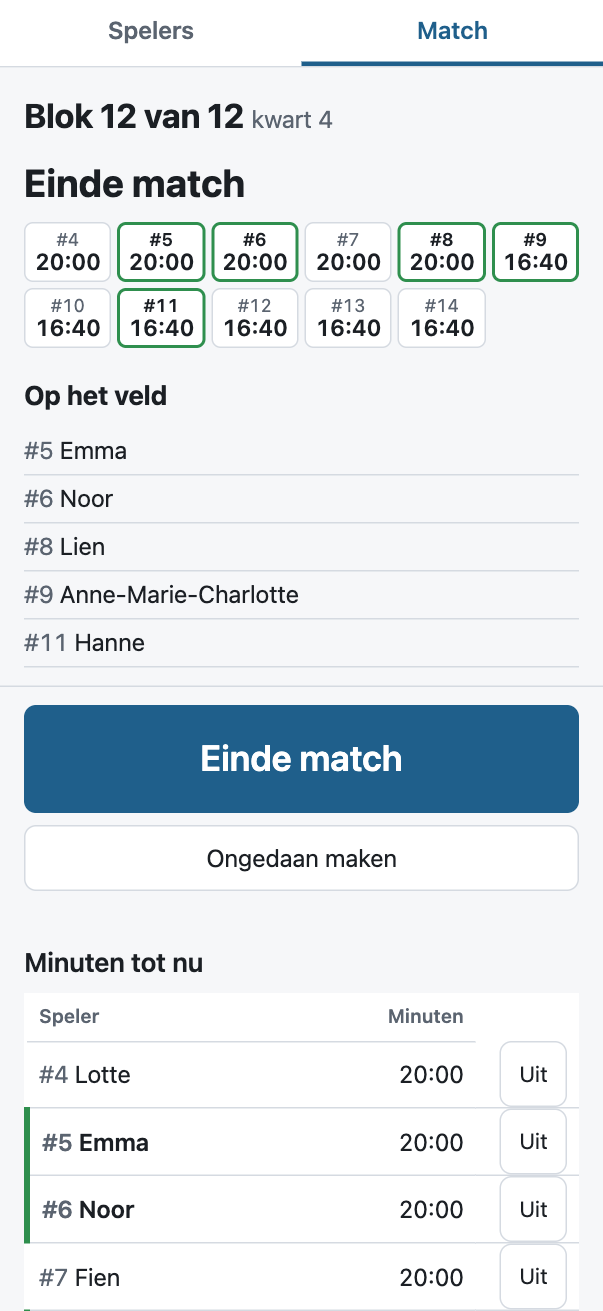 Spelers Match
Blok 12 van 12 kwart 4
Einde match
#4 #5 #6 #7 #8 #9
20:00 20:00 20:00 20:00 20:00 16:40
#10 #11 #12 #13 #14
16:40 16:40 16:40 16:40 16:40
Op het veld
#5 Emma
#6 Noor
#8 Lien
#9 Anne-Marie-Charlotte
#11 Hanne
Einde match
Ongedaan maken
Minuten tot nu
Speler Minuten
#4 Lotte 20:00 Uit
#5 Emma 20:00 Uit
#6 Noor 20:00 Uit
#7 Fien 20:00 Uit